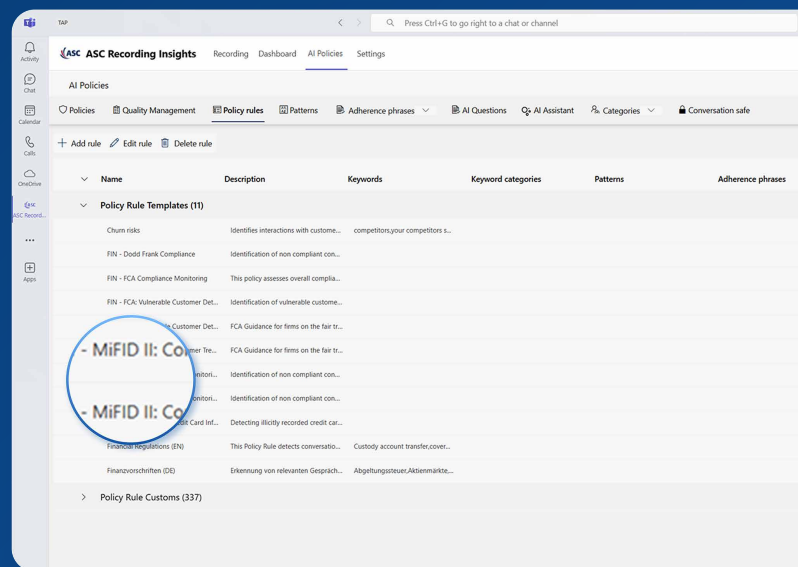 TAP
Press Ctrl+G to go right to a chat or channel
Activity
Chat
Calendar
Calls
OneDrive
ASC
ASC Record...
Apps
ASC ASC Recording Insights Recording Dashboard AI Policies Settings
AI Policies
Policies Quality Management Policy rules Patterns Adherence phrases AI Questions AI Assistant Categories Conversation safe
Add rule Edit rule Delete rule
Name Description Keywords Keyword categories Patterns Adherence phrases
Policy Rule Templates (11)
Churn risks Identifies interactions with custome... competitors,your competitors s...
FIN - Dodd Frank Compliance Identification of non compliant con...
FIN - FCA Compliance Monitoring This policy assesses overall complia...
FIN - FCA: Vulnerable Customer Det... Identification of vulnerable custome...
Customer Det... FCA Guidance for firms on the fair tr...
- MiFID II: Co mer Tre... FCA Guidance for firms on the fair tr...
nitori... Identification of non compliant con...
onitori... Identification of non compliant con...
- MiFID II: Co dit Card Inf... Detecting illicitly recorded credit car...
Financial Regulations (EN) This Policy Rule detects conversatio... Custody account transfer,cover...
Finanzvorschriften (DE) Erkennung von relevanten Gespräch... Abgeltungssteuer,Aktienmärkte,...
Policy Rule Customs (337)